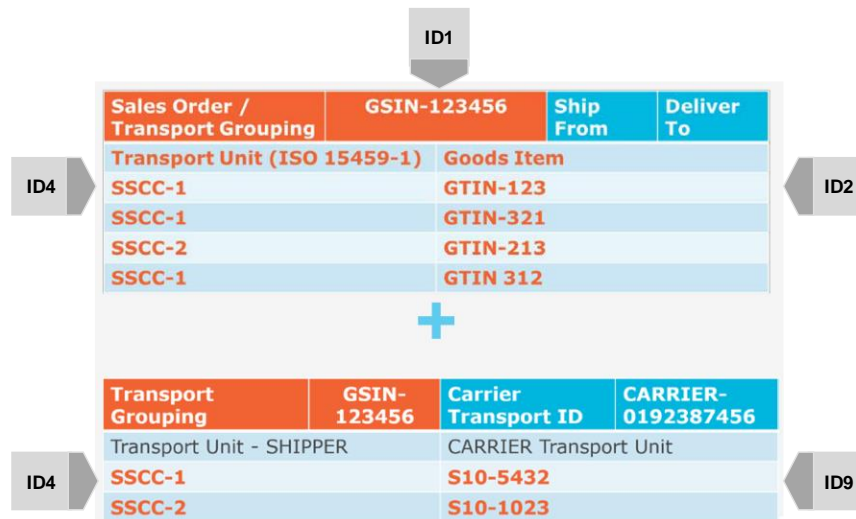 ID1
Sales Order / Transport Grouping GSIN-123456 Ship From Deliver To
Transport Unit (ISO 15459-1) Goods Item
ID4
ID2
SSCC-1 GTIN-123
SSCC-1 GTIN-321
SSCC-2 GTIN-213
SSCC-1 GTIN 312
+
Transport Grouping GSIN-123456 Carrier Transport ID CARRIER-0192387456
Transport Unit - SHIPPER CARRIER Transport Unit
ID4
SSCC-1 S10-5432
ID9
SSCC-2 S10-1023